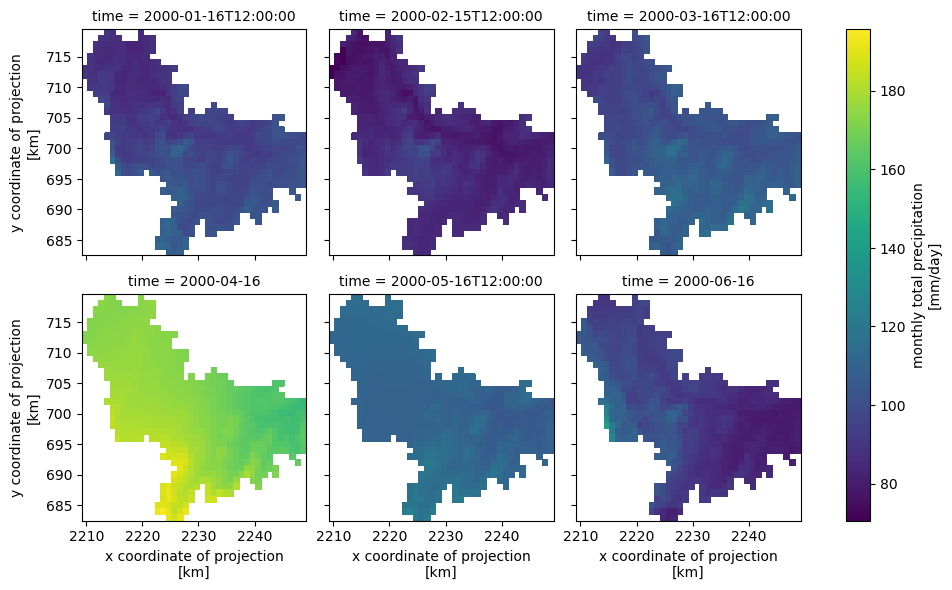 time = 2000-01-16T12:00:00
time = 2000-02-15T12:00:00
time = 2000-03-16T12:00:00
715
710
705
700
695
690
685
y coordinate of projection
[km]
time = 2000-04-16
time = 2000-05-16T12:00:00
time = 2000-06-16
715
710
705
700
695
690
685
y coordinate of projection
[km]
2210
2220
2230
2240
2210
2220
2230
2240
2210
2220
2230
2240
x coordinate of projection
[km]
x coordinate of projection
[km]
x coordinate of projection
[km]
180
160
140
120
100
80
monthly total precipitation
[mm/day]